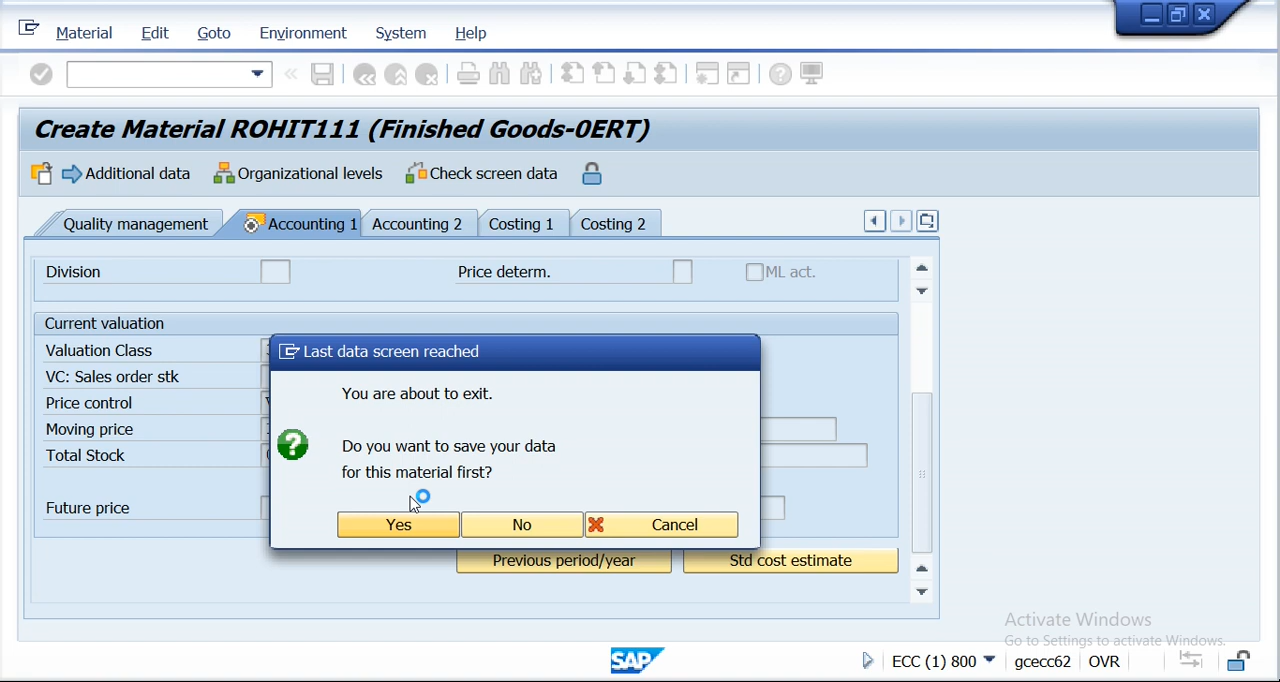 Material Edit Goto Environment System Help
Create Material ROHIT111 (Finished Goods-0ERT)
Additional data Organizational levels Check screen data
Quality management Accounting 1 Accounting 2 Costing 1 Costing 2
Division Price determ. ML act.
Current valuation
Valuation Class
VC: Sales order stk
Price control
Moving price
Total Stock
Future price
Last data screen reached
You are about to exit.
Do you want to save your data
for this material first?
Yes No Cancel
Previous period/year Std cost estimate
Activate Windows
Go to Settings to activate Windows.
SAP ECC (1) 800 gcecc62 OVR